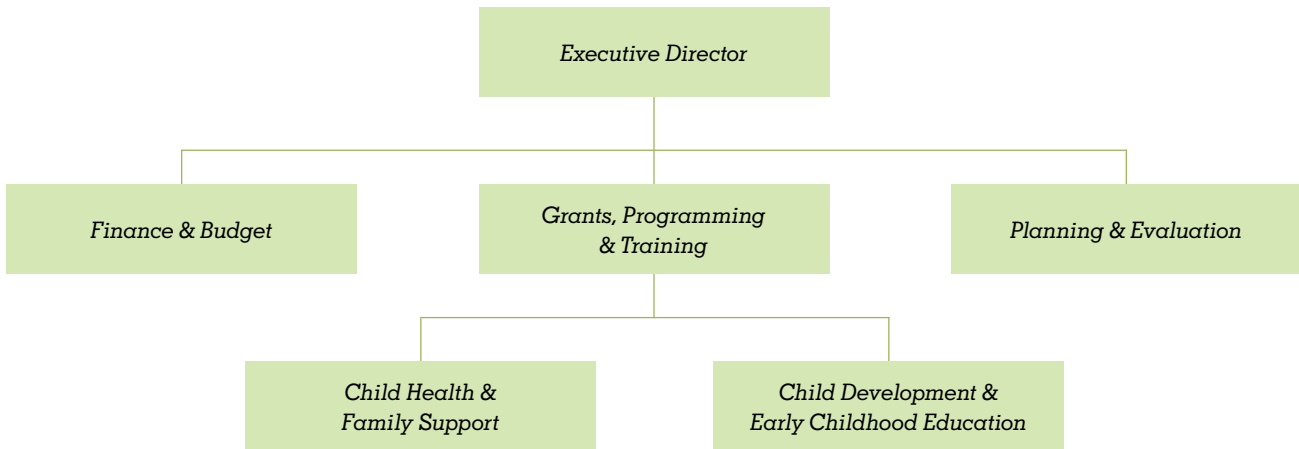 Executive Director
Finance & Budget
Grants, Programming
& Training
Planning & Evaluation
Child Health &
Family Support
Child Development &
Early Childhood Education